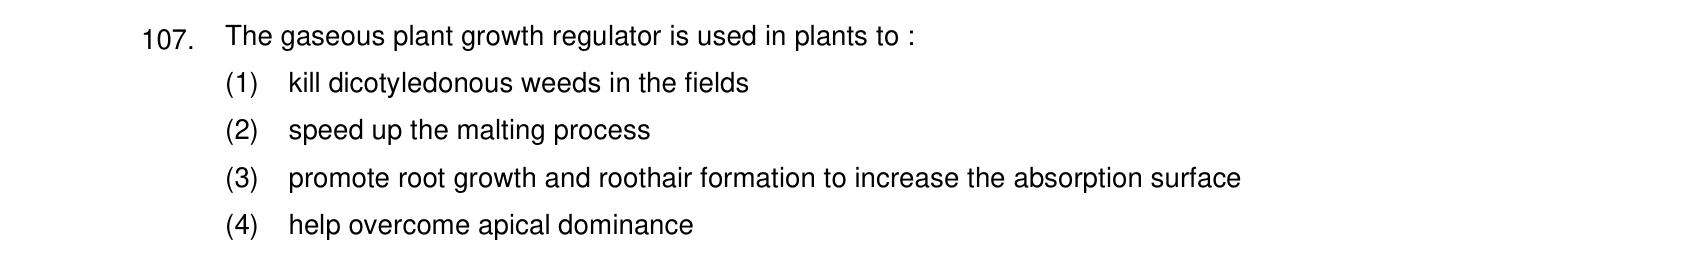 107. The gaseous plant growth regulator is used in plants to :
(1) kill dicotyledonous weeds in the fields
(2) speed up the malting process
(3) promote root growth and roothair formation to increase the absorption surface
(4) help overcome apical dominance